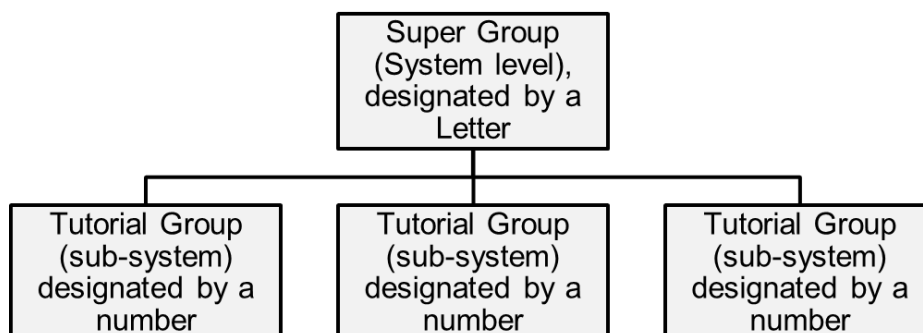 Super Group
(System level),
designated by a
Letter
Tutorial Group
(sub-system)
designated by a
number
Tutorial Group
(sub-system)
designated by a
number
Tutorial Group
(sub-system)
designated by a
number